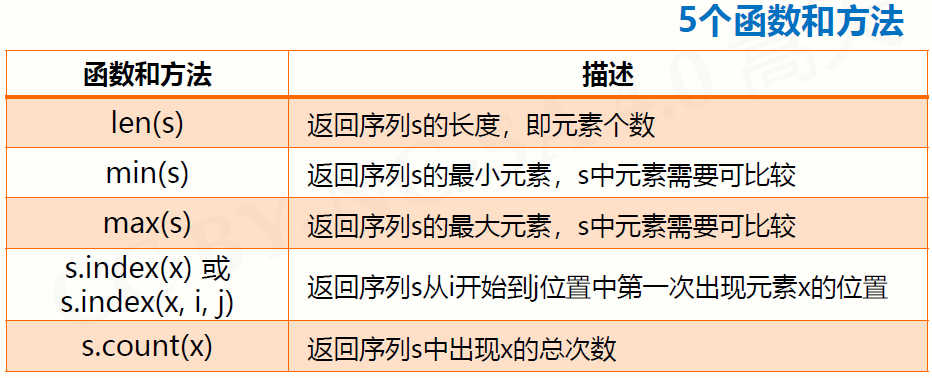 5个函数和方法
函数和方法 描述
len(s) 返回序列s的长度，即元素个数
min(s) 返回序列s的最小元素，s中元素需要可比较
max(s) 返回序列s的最大元素，s中元素需要可比较
s.index(x) 或
s.index(x, i, j) 返回序列s从i开始到j位置中第一次出现元素x的位置
s.count(x) 返回序列s中出现x的总次数